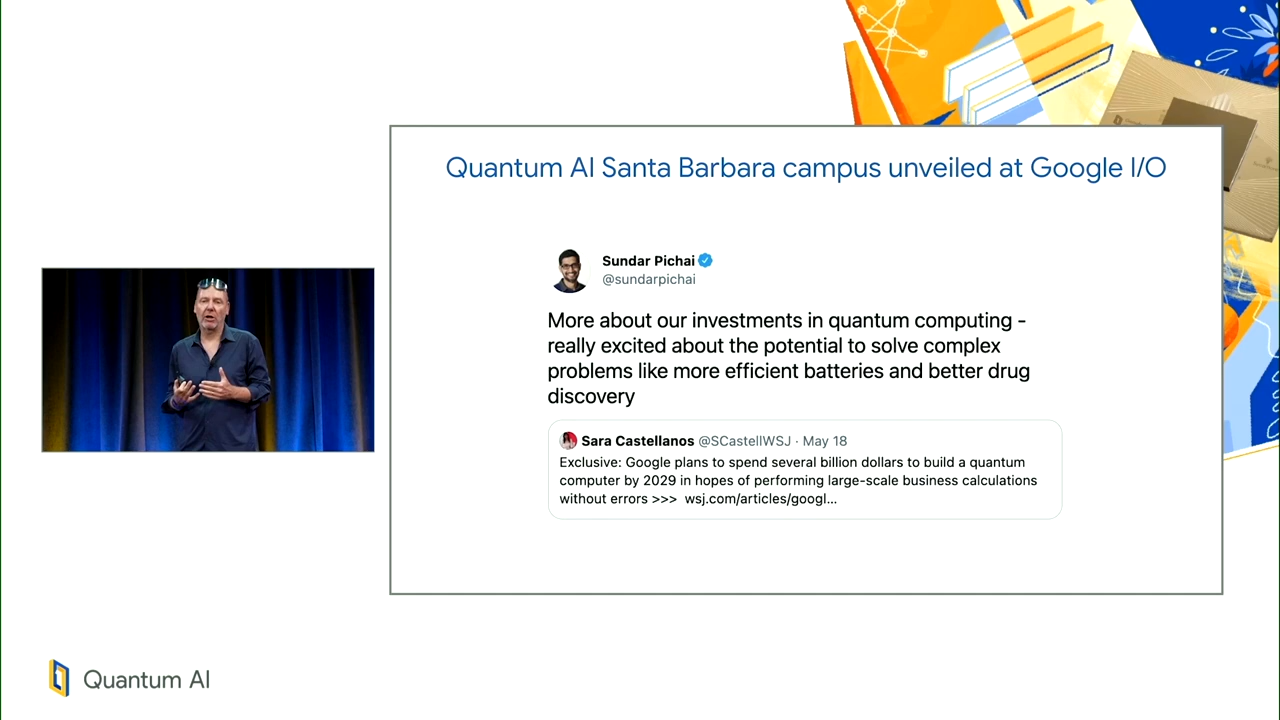 Quantum AI Santa Barbara campus unveiled at Google I/O
Sundar Pichai
@sundarpichai
More about our investments in quantum computing -
really excited about the potential to solve complex
problems like more efficient batteries and better drug
discovery
Sara Castellanos @SCastellWSJ · May 18
Exclusive: Google plans to spend several billion dollars to build a quantum
computer by 2029 in hopes of performing large-scale business calculations
without errors >>> wsj.com/articles/googl...
Quantum AI